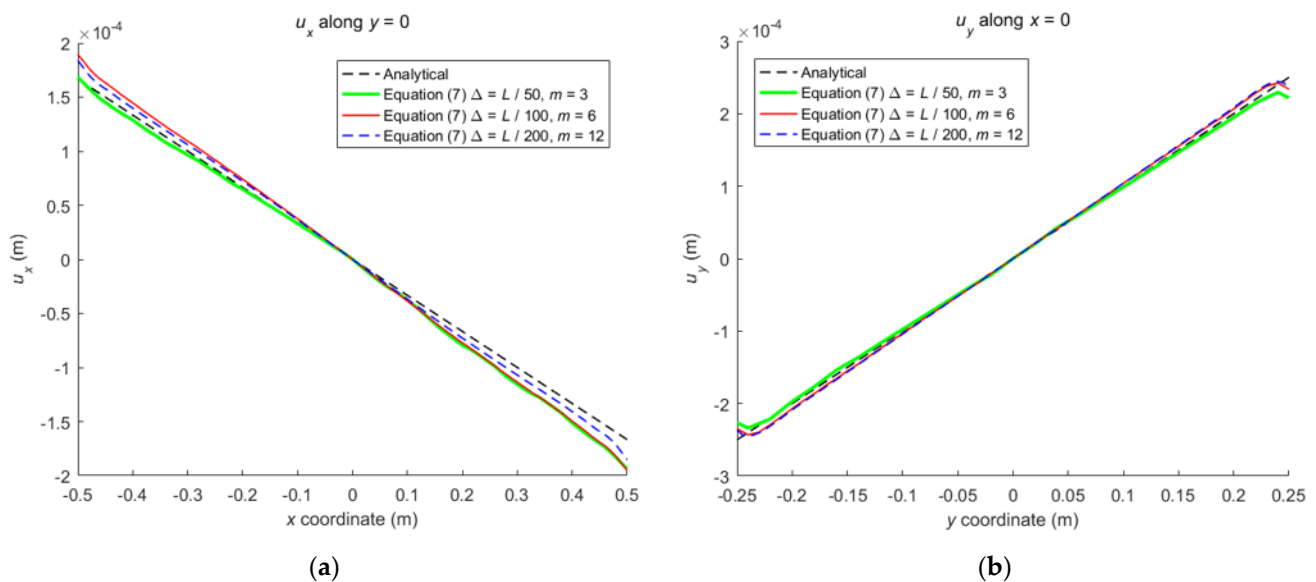 u_x along y = 0
×10⁻⁴
2
1.5
1
0.5
0
-0.5
-1
-1.5
-2
u_x (m)
-0.5 -0.4 -0.3 -0.2 -0.1 0 0.1 0.2 0.3 0.4 0.5
x coordinate (m)
Analytical
Equation (7) Δ = L / 50, m = 3
Equation (7) Δ = L / 100, m = 6
Equation (7) Δ = L / 200, m = 12
(a)
u_y along x = 0
×10⁻⁴
3
2
1
0
-1
-2
-3
u_y (m)
-0.25 -0.2 -0.15 -0.1 -0.05 0 0.05 0.1 0.15 0.2 0.25
y coordinate (m)
Analytical
Equation (7) Δ = L / 50, m = 3
Equation (7) Δ = L / 100, m = 6
Equation (7) Δ = L / 200, m = 12
(b)